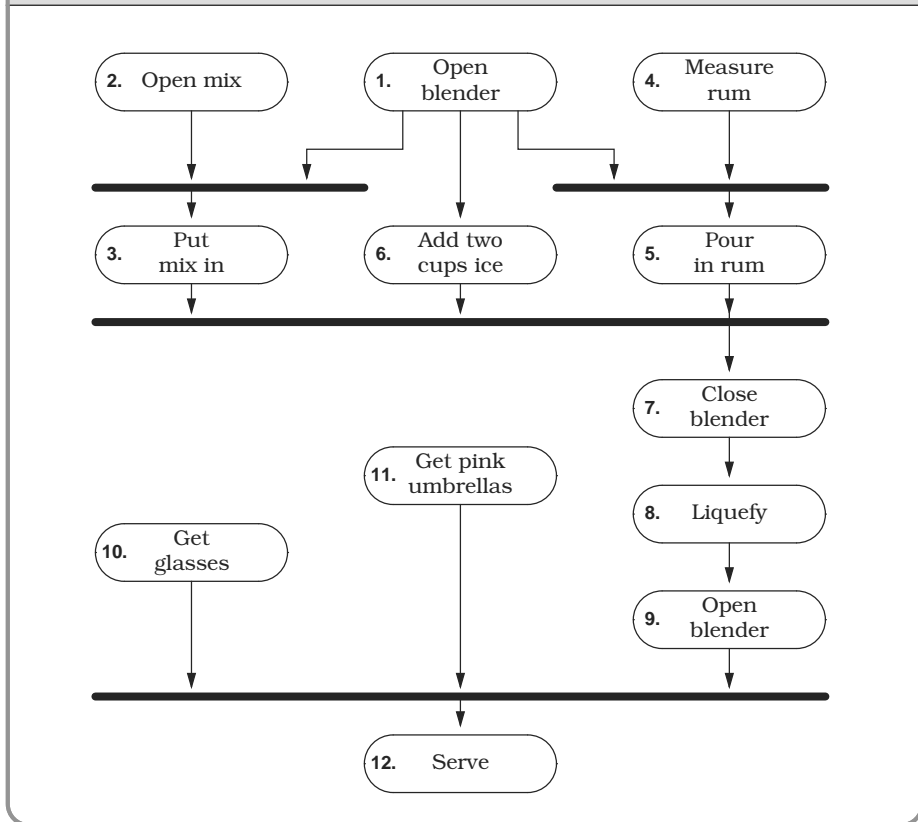 2. Open mix
1. Open
blender
4. Measure
rum
3. Put
mix in
6. Add two
cups ice
5. Pour
in rum
7. Close
blender
11. Get pink
umbrellas
8. Liquefy
10. Get
glasses
9. Open
blender
12. Serve